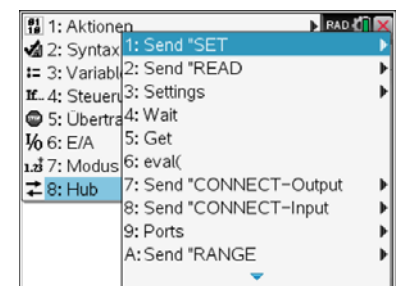 1: Aktionen RAD
2: Syntax
3: Variabl
4: Steueru
5: Übertra
6: E/A
7: Modus
8: Hub
1: Send "SET
2: Send "READ
3: Settings
4: Wait
5: Get
6: eval(
7: Send "CONNECT-Output
8: Send "CONNECT-Input
9: Ports
A: Send "RANGE